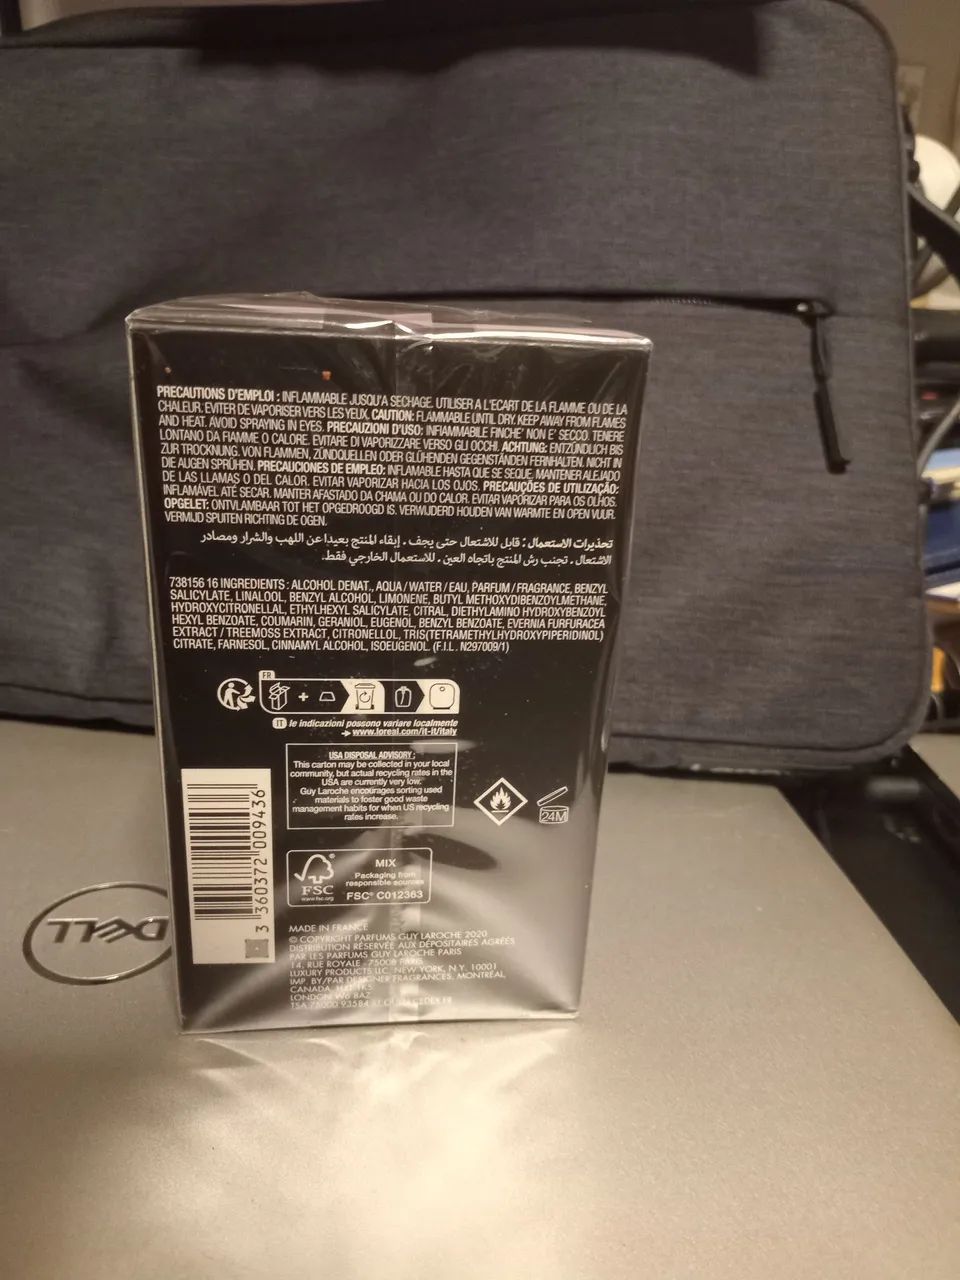 PRECAUTIONS D'EMPLOI : INFLAMMABLE JUSQU'A SECHAGE. UTILISER A L'ECART DE LA FLAMME OU DE LA
CHALEUR. EVITER DE VAPORISER VERS LES YEUX. CAUTION: FLAMMABLE UNTIL DRY. KEEP AWAY FROM FLAMES
AND HEAT. AVOID SPRAYING IN EYES. PRECAUZIONI D'USO: INFIAMMABILE FINCHE' NON E' SECCO. TENERE
LONTANO DA FIAMME O CALORE. EVITARE DI VAPORIZZARE VERSO GLI OCCHI. ACHTUNG: ENTZÜNDLICH BIS
ZUR TROCKNUNG. VON FLAMMEN, ZÜNDQUELLEN ODER GLÜHENDEN GEGENSTÄNDEN FERNHALTEN. NICHT IN
DIE AUGEN SPRÜHEN. PRECAUCIONES DE EMPLEO: INFLAMABLE HASTA QUE SE SEQUE. MANTENER ALEJADO
DE LAS LLAMAS O DEL CALOR. EVITAR VAPORIZAR HACIA LOS OJOS. PRECAUÇÕES DE UTILIZAÇÃO:
INFLAMÁVEL ATÉ SECAR. MANTER AFASTADO DA CHAMA OU DO CALOR. EVITAR VAPORIZAR PARA OS OLHOS.
OPGELET: ONTVLAMBAAR TOT HET OPGEDROOGD IS. VERWIJDERD HOUDEN VAN WARMTE EN OPEN VUUR.
VERMIJD SPUITEN RICHTING DE OGEN.
تحذيرات الاستعمال : قابل للاشتعال حتى يجف . إبقاء المنتج بعيدا عن اللهب والشرار ومصادر
الاشتعال . تجنب رش المنتج باتجاه العين . للاستعمال الخارجي فقط.
738156 16 INGREDIENTS : ALCOHOL DENAT., AQUA / WATER / EAU, PARFUM / FRAGRANCE, BENZYL
SALICYLATE, LINALOOL, BENZYL ALCOHOL, LIMONENE, BUTYL METHOXYDIBENZOYLMETHANE,
HYDROXYCITRONELLAL, ETHYLHEXYL SALICYLATE, CITRAL, DIETHYLAMINO HYDROXYBENZOYL
HEXYL BENZOATE, COUMARIN, GERANIOL, EUGENOL, BENZYL BENZOATE, EVERNIA FURFURACEA
EXTRACT / TREEMOSS EXTRACT, CITRONELLOL, TRIS(TETRAMETHYLHYDROXYPIPERIDINOL)
CITRATE, FARNESOL, CINNAMYL ALCOHOL, ISOEUGENOL. (F.I.L. N297009/1)
FR
IT le indicazioni possono variare localmente
www.loreal.com/it-it/italy
USA DISPOSAL ADVISORY :
This carton may be collected in your local
community, but actual recycling rates in the
USA are currently very low.
Guy Laroche encourages sorting used
materials to foster good waste
management habits for when US recycling
rates increase.
24M
3 360372 009436
FSC
www.fsc.org
MIX
Packaging from
responsible sources
FSC® C012363
MADE IN FRANCE
© COPYRIGHT PARFUMS GUY LAROCHE 2020
DISTRIBUTION RÉSERVÉE AUX DÉPOSITAIRES AGRÉÉS
PAR LES PARFUMS GUY LAROCHE PARIS
14, RUE ROYALE - 75008 PARIS
LUXURY PRODUCTS LLC, NEW YORK, N.Y. 10001
IMP. BY/PAR DESIGNER FRAGRANCES, MONTRÉAL,
CANADA,
LONDON W6 8AZ
TSA 75000 93584
DELL